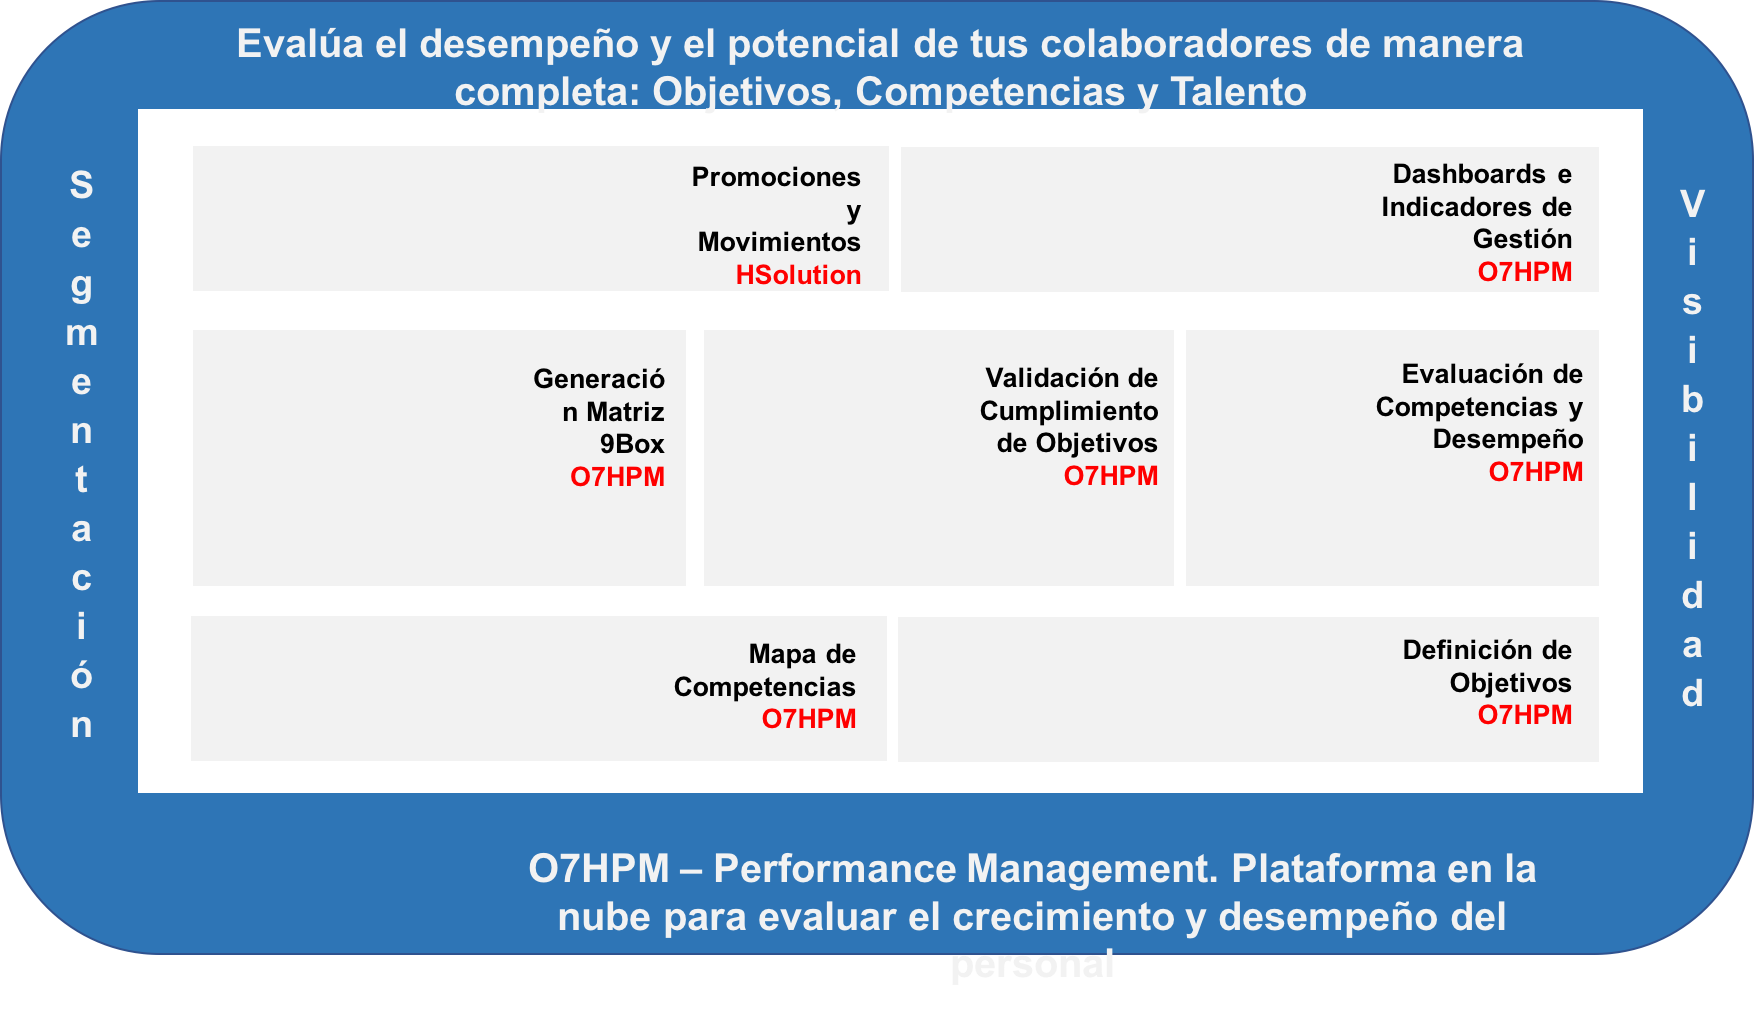 Evalúa el desempeño y el potencial de tus colaboradores de manera
completa: Objetivos, Competencias y Talento
Segmentación
Promociones
y
Movimientos
HSolution
Dashboards e
Indicadores de
Gestión
O7HPM
Generació
n Matriz
9Box
O7HPM
Validación de
Cumplimiento
de Objetivos
O7HPM
Evaluación de
Competencias y
Desempeño
O7HPM
Mapa de
Competencias
O7HPM
Definición de
Objetivos
O7HPM
Visibilidad
O7HPM – Performance Management. Plataforma en la
nube para evaluar el crecimiento y desempeño del
personal